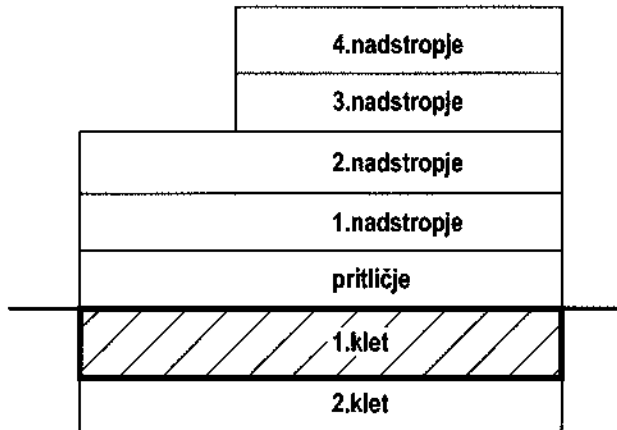 4.nadstropje
3.nadstropje
2.nadstropje
1.nadstropje
pritličje
1.klet
2.klet